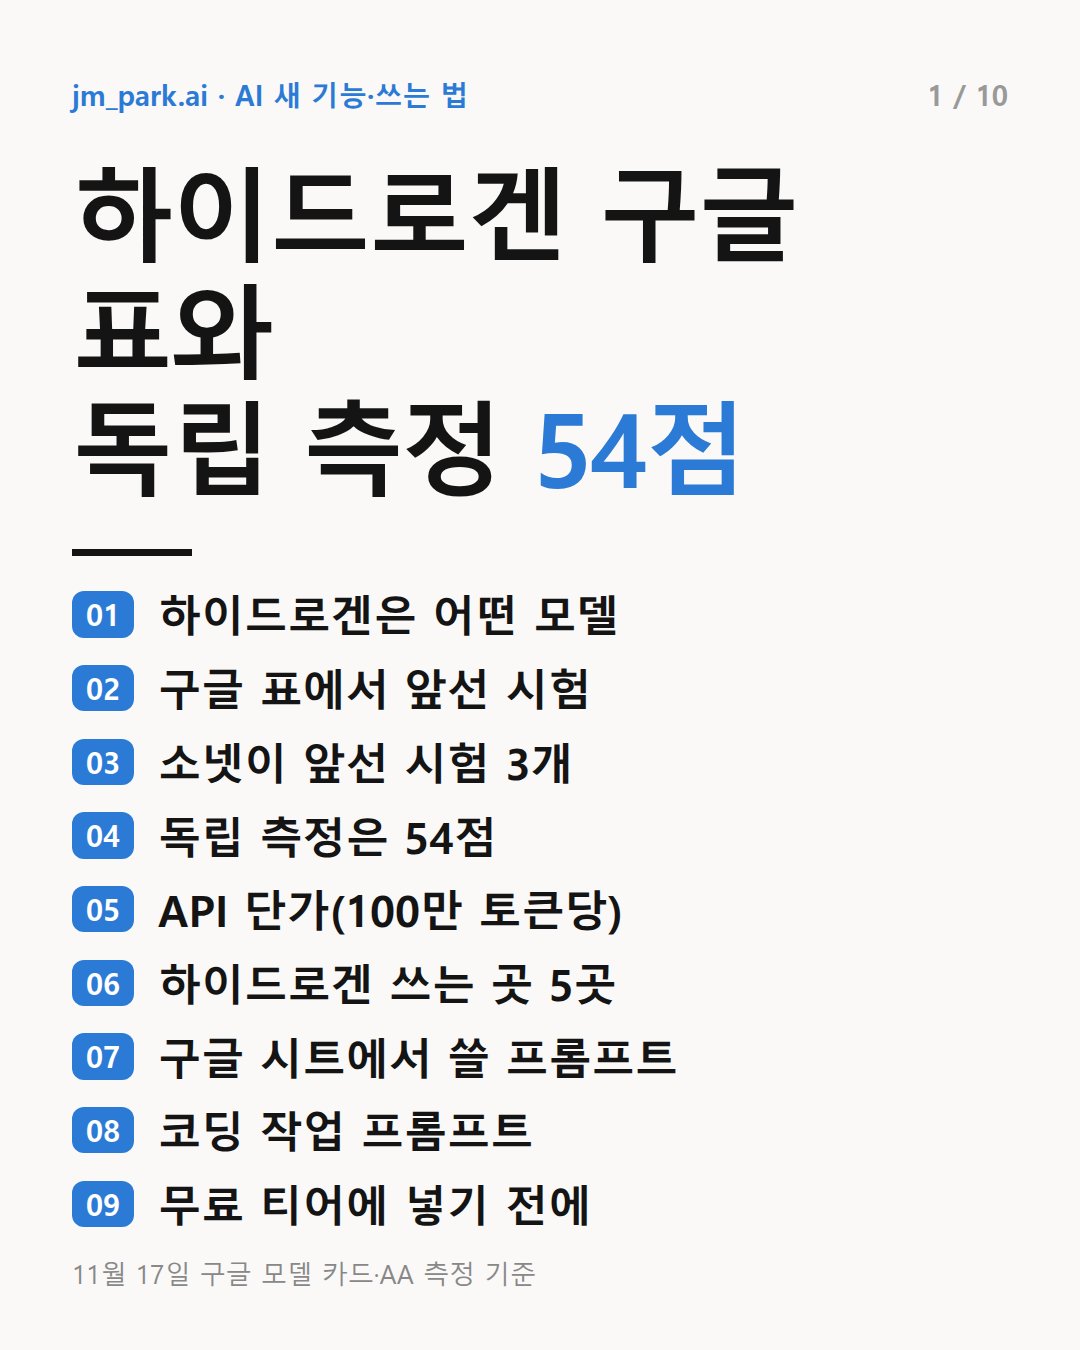 jm_park.ai · AI 새 기능·쓰는 법
1 / 10
하이드로겐 구글
표와
독립 측정 54점
01 하이드로겐은 어떤 모델
02 구글 표에서 앞선 시험
03 소넷이 앞선 시험 3개
04 독립 측정은 54점
05 API 단가(100만 토큰당)
06 하이드로겐 쓰는 곳 5곳
07 구글 시트에서 쓸 프롬프트
08 코딩 작업 프롬프트
09 무료 티어에 넣기 전에
11월 17일 구글 모델 카드·AA 측정 기준